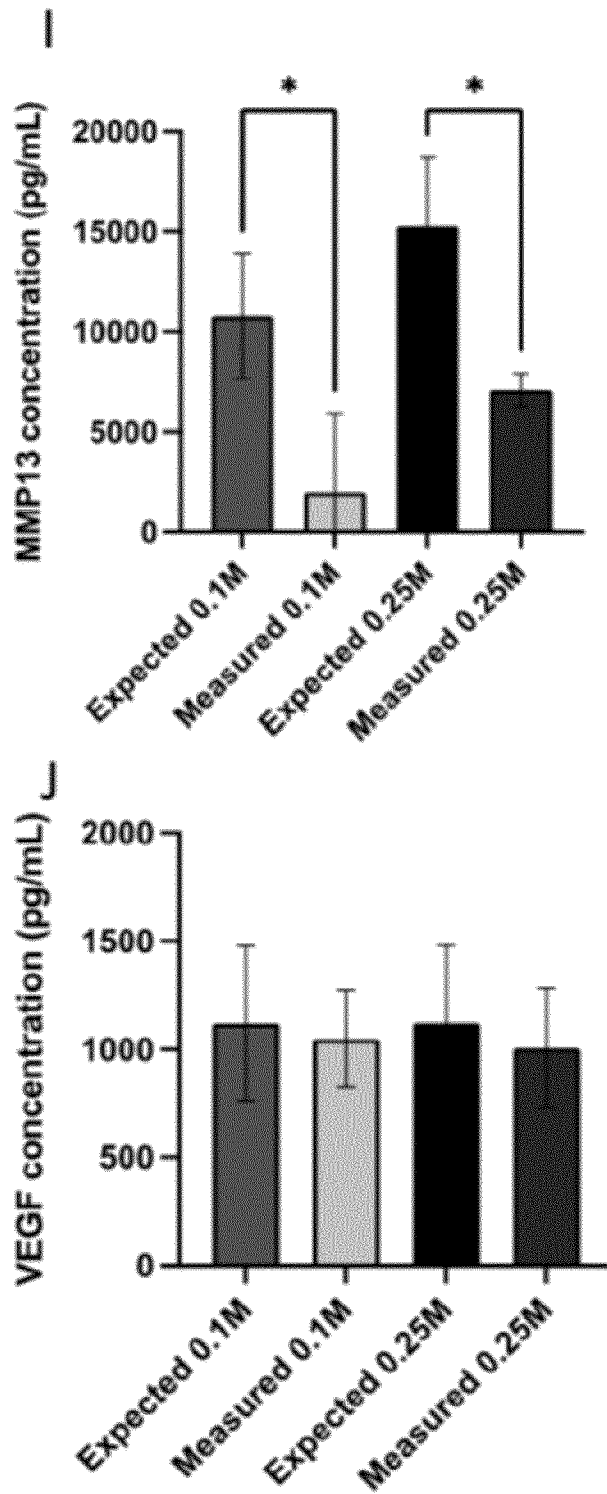 I
* *
MMP13 concentration (pg/mL)
20000
15000
10000
5000
0
Expected 0.1M
Measured 0.1M
Expected 0.25M
Measured 0.25M
J
VEGF concentration (pg/mL)
2000
1500
1000
500
0
Expected 0.1M
Measured 0.1M
Expected 0.25M
Measured 0.25M